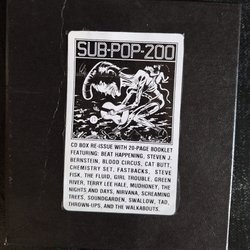 SUB·POP·200
CD BOX RE-ISSUE WITH 20-PAGE BOOKLET
FEATURING: BEAT HAPPENING, STEVEN J.
BERNSTEIN, BLOOD CIRCUS, CAT BUTT,
CHEMISTRY SET, FASTBACKS, STEVE
FISK, THE FLUID, GIRL TROUBLE, GREEN
RIVER, TERRY LEE HALE, MUDHONEY, THE
NIGHTS AND DAYS, NIRVANA, SCREAMING
TREES, SOUNDGARDEN, SWALLOW, TAD,
THROWN-UPS, AND THE WALKABOUTS.